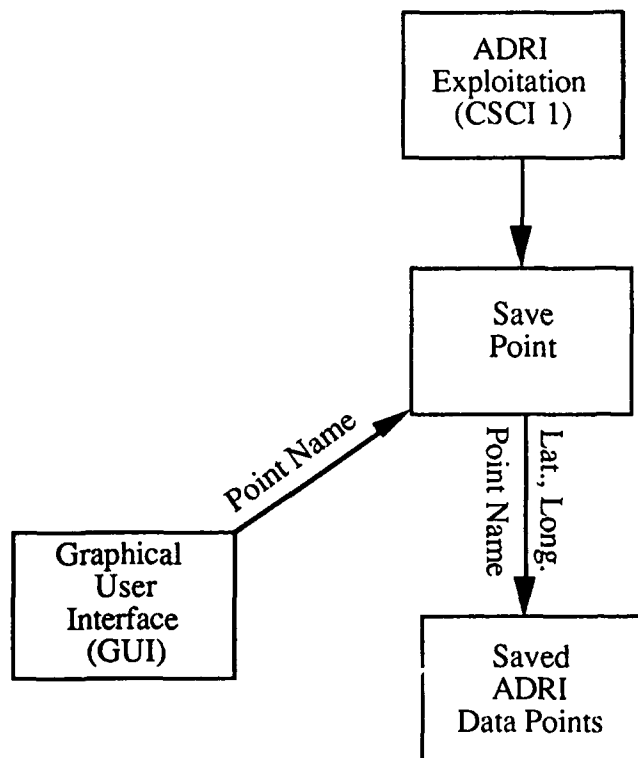 ADRI
Exploitation
(CSCI 1)
Save
Point
Point Name
Lat., Long.
Point Name
Graphical
User
Interface
(GUI)
Saved
ADRI
Data Points